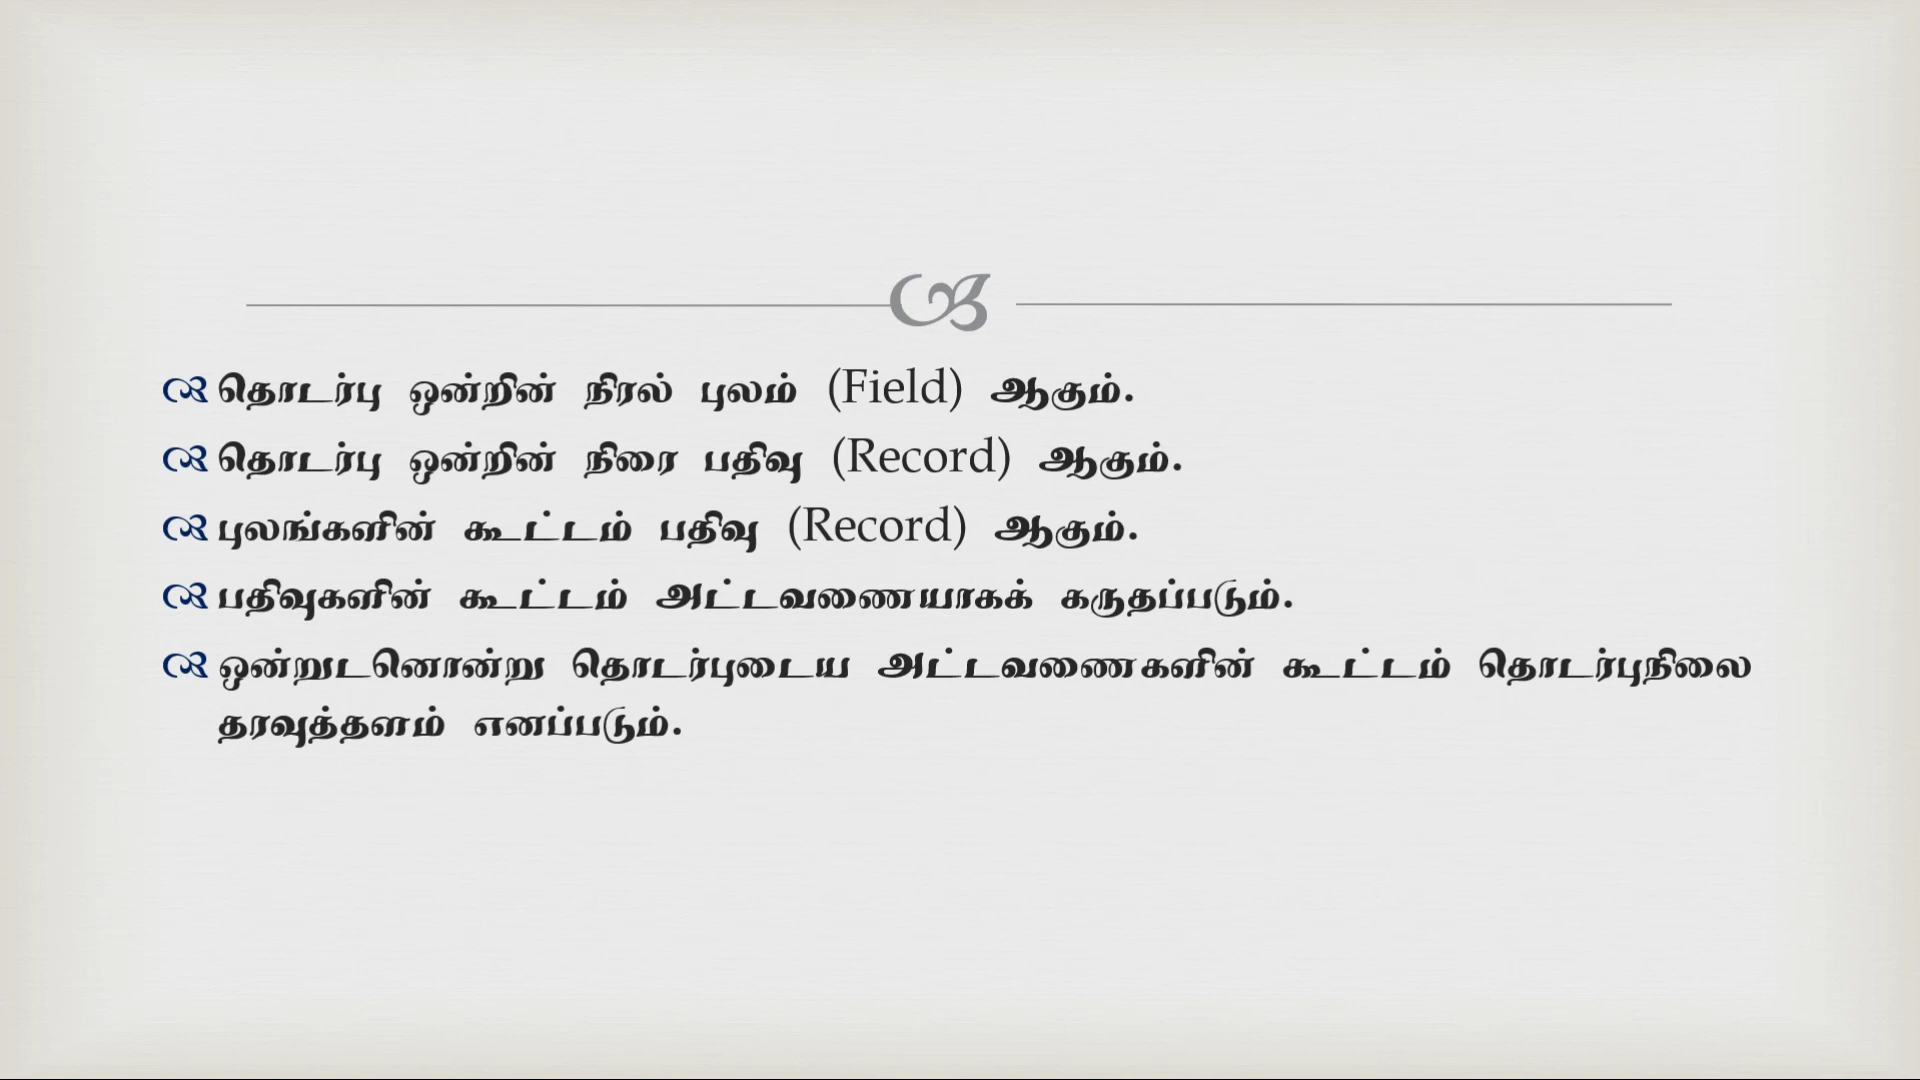 தொடர்பு ஒன்றின் நிரல் புலம் (Field) ஆகும்.
தொடர்பு ஒன்றின் நிரை பதிவு (Record) ஆகும்.
புலங்களின் கூட்டம் பதிவு (Record) ஆகும்.
பதிவுகளின் கூட்டம் அட்டவணையாகக் கருதப்படும்.
ஒன்றுடனொன்று தொடர்புடைய அட்டவணைகளின் கூட்டம் தொடர்புநிலை
தரவுத்தளம் எனப்படும்.